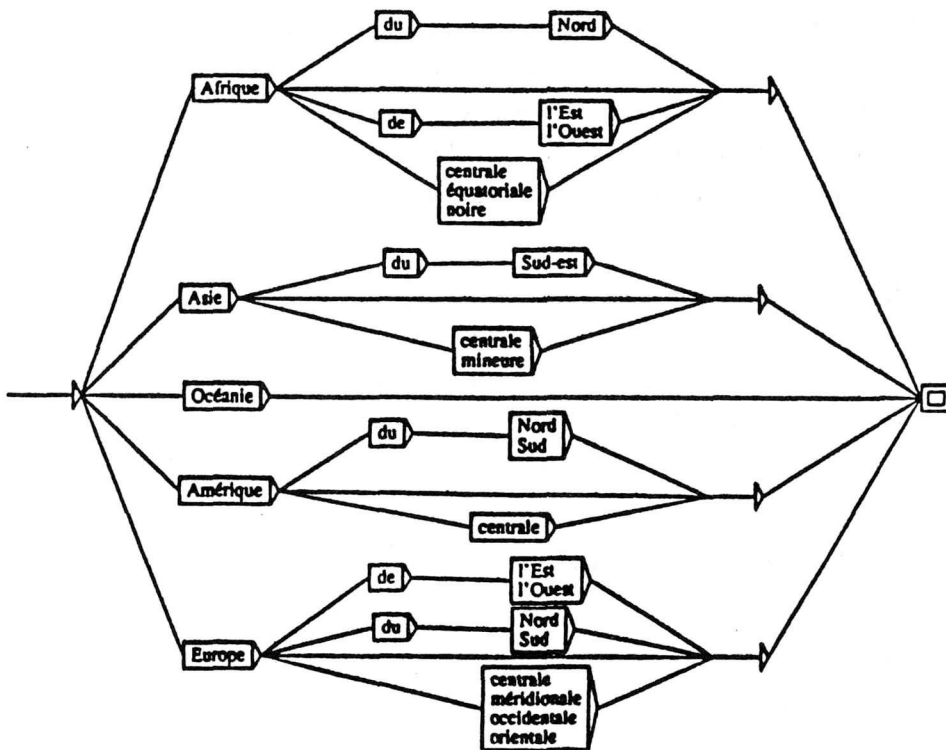 du
Nord
Afrique
de
l'Est
l'Ouest
centrale
équatoriale
noire
du
Sud-est
Asie
centrale
mineure
Océanie
du
Nord
Sud
Amérique
centrale
de
l'Est
l'Ouest
du
Nord
Sud
Europe
centrale
méridionale
occidentale
orientale